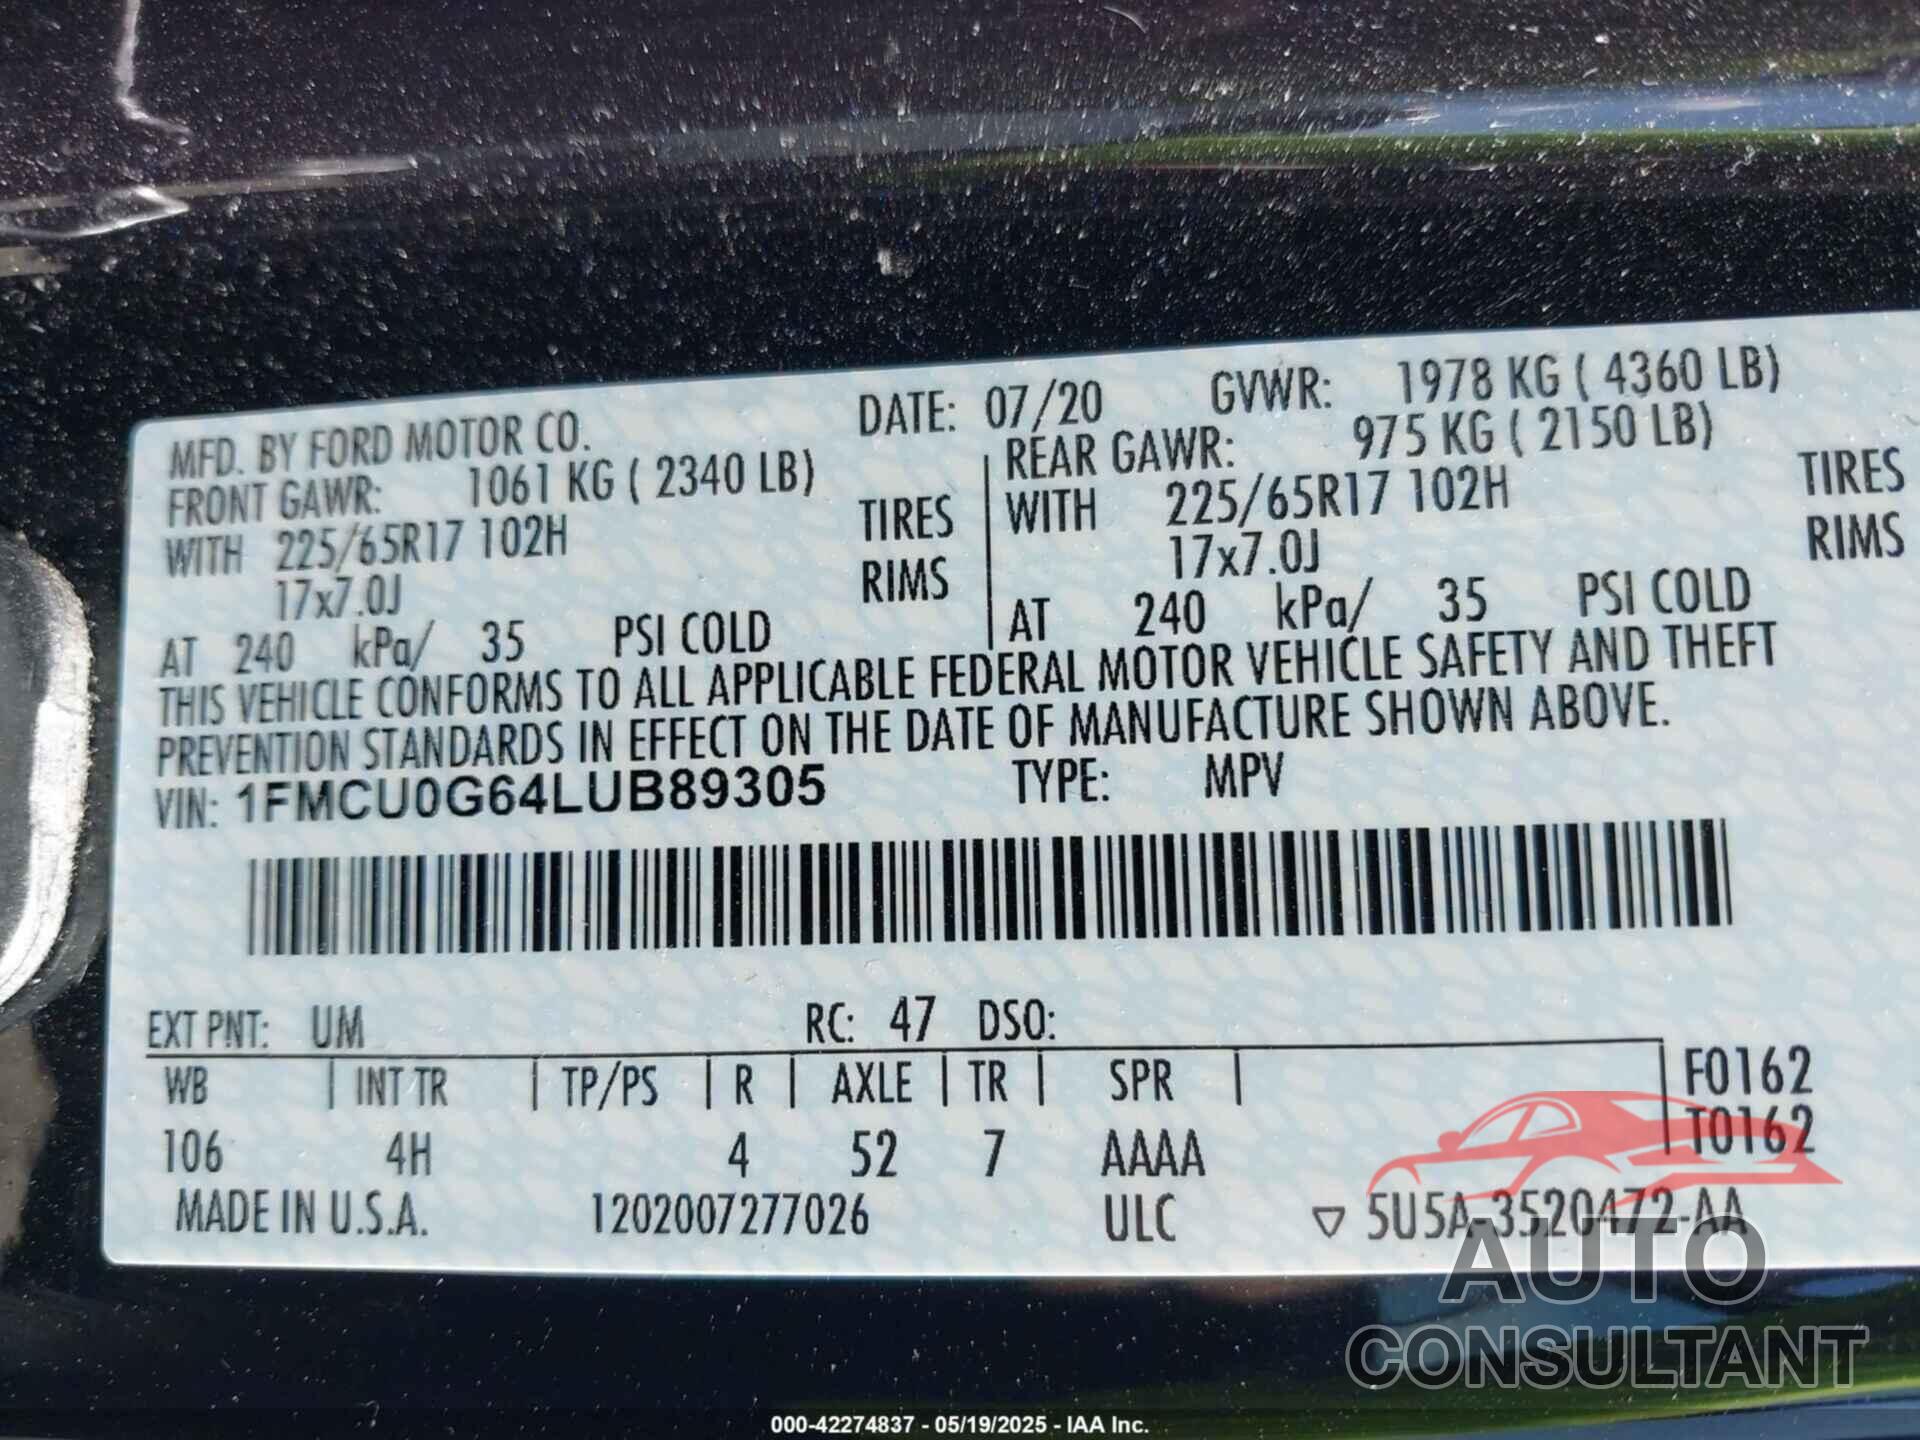 MFD. BY FORD MOTOR CO. DATE: 07/20 GVWR: 1978 KG ( 4360 LB)
FRONT GAWR: 1061 KG ( 2340 LB) REAR GAWR: 975 KG ( 2150 LB)
WITH 225/65R17 102H TIRES WITH 225/65R17 102H TIRES
17x7.0J RIMS 17x7.0J RIMS
AT 240 kPa/ 35 PSI COLD AT 240 kPa/ 35 PSI COLD
THIS VEHICLE CONFORMS TO ALL APPLICABLE FEDERAL MOTOR VEHICLE SAFETY AND THEFT
PREVENTION STANDARDS IN EFFECT ON THE DATE OF MANUFACTURE SHOWN ABOVE.
VIN: 1FMCU0G64LUB89305 TYPE: MPV
EXT PNT: UM RC: 47 DSO:
WB INT TR TP/PS R AXLE TR SPR F0162
T0162
106 4H 4 52 7 AAAA
MADE IN U.S.A. 1202007277026 ULC ▽ 5U5A-3520472-AA
AUTO
CONSULTANT
000-42274837 - 05/19/2025 - IAA Inc.